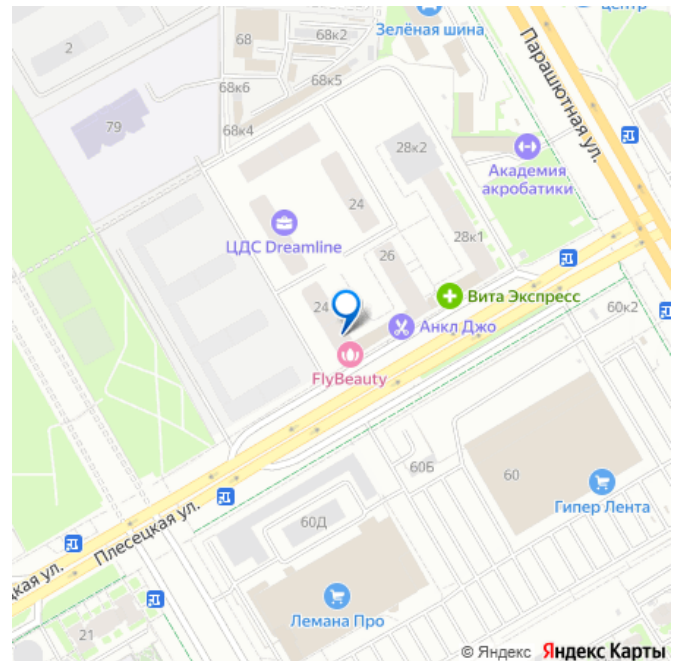 центр
68к2
Зелёная шина
68
2
Парашютная ул.
68к5
68к6
79
68к4
28к2
Академия
акробатики
24
ЦДС Dreamline
28к1
26
Вита Экспресс
24
60к2
Анкл Джо
FlyBeauty
60Б
60
Гипер Лента
Плесецкая ул.
60Д
цкая ул.
Лемана Про
21
© Яндекс Яндекс Карты